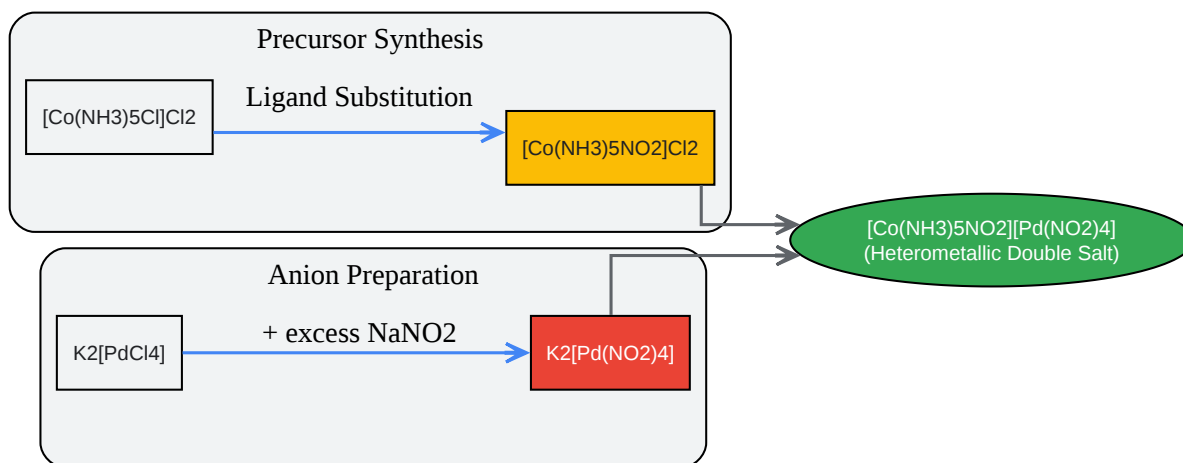 Precursor Synthesis
[Co(NH3)5Cl]Cl2
Ligand Substitution
[Co(NH3)5NO2]Cl2
Anion Preparation
K2[PdCl4]
+ excess NaNO2
K2[Pd(NO2)4]
[Co(NH3)5NO2][Pd(NO2)4]
(Heterometallic Double Salt)